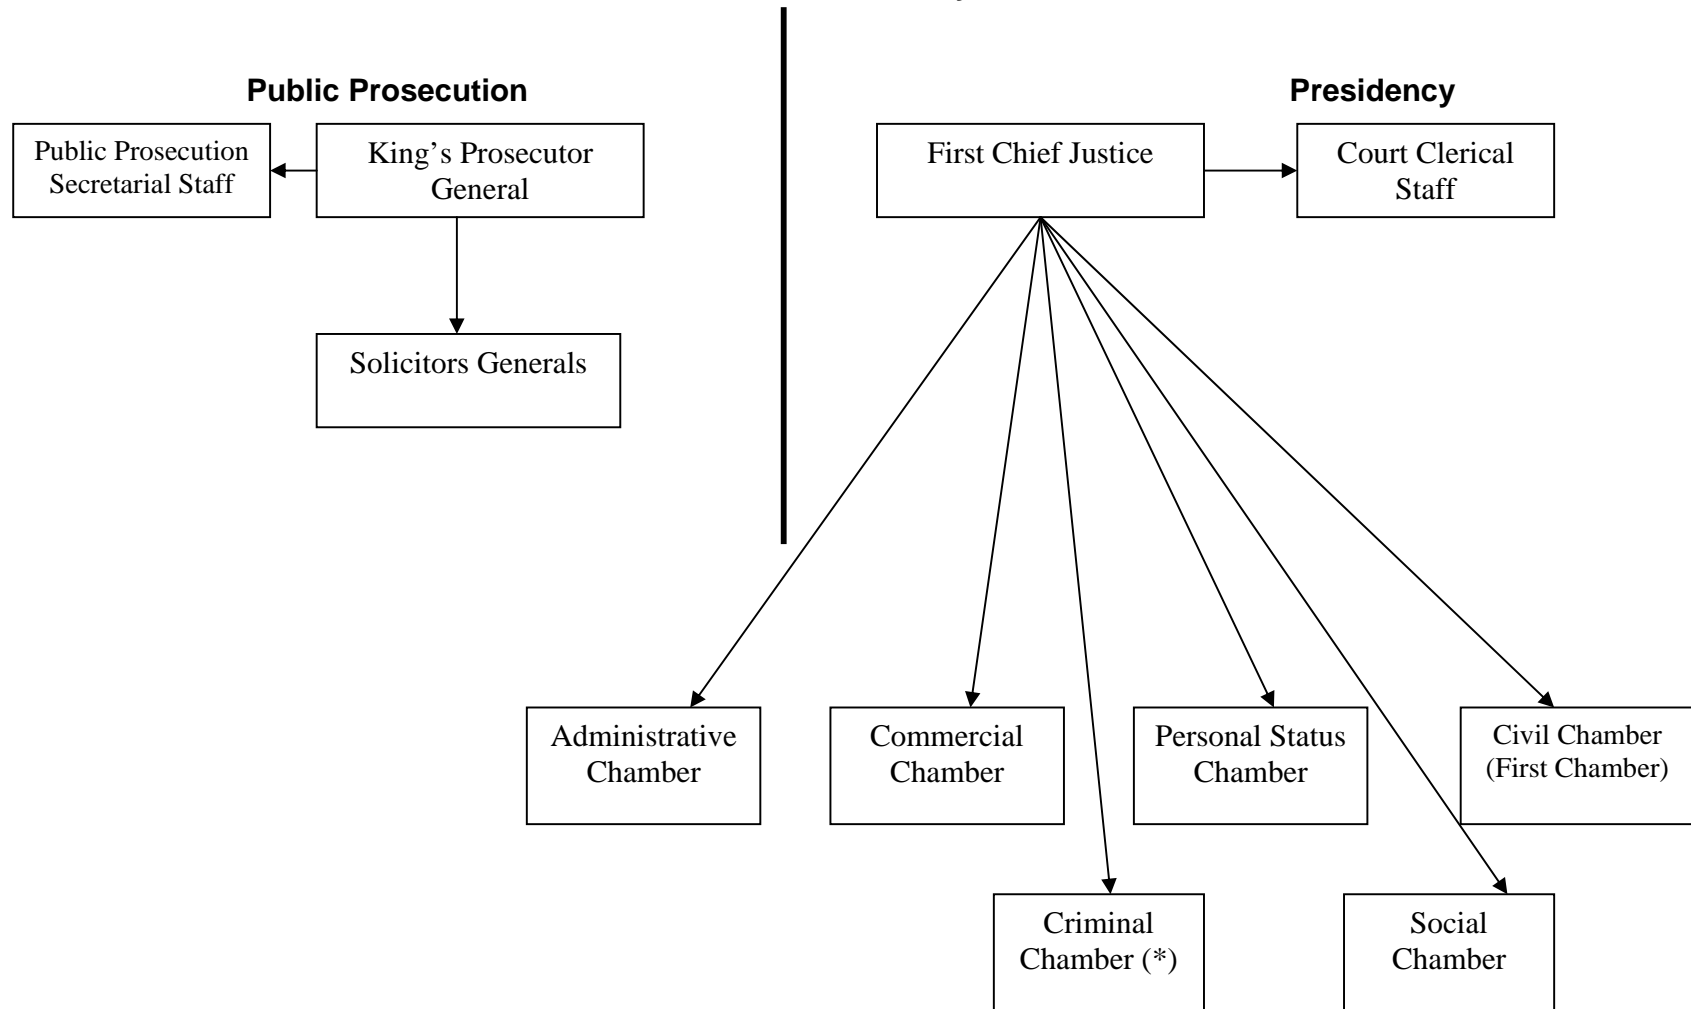 Public Prosecution
Presidency
Public Prosecution
Secretarial Staff
King’s Prosecutor
General
First Chief Justice
Court Clerical
Staff
Solicitors Generals
Administrative
Chamber
Commercial
Chamber
Personal Status
Chamber
Civil Chamber
(First Chamber)
Criminal
Chamber (*)
Social
Chamber